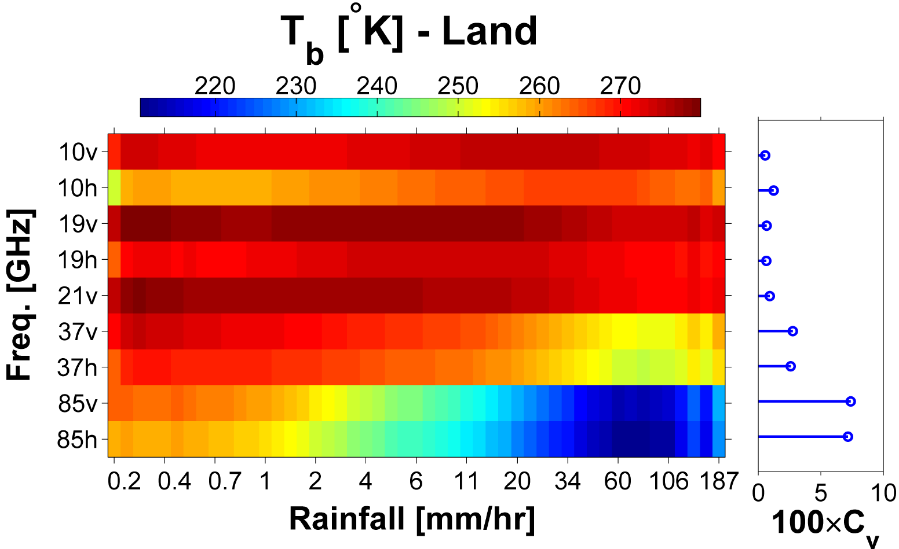 T_b [°K] - Land
220 230 240 250 260 270
Freq. [GHz]
10v
10h
19v
19h
21v
37v
37h
85v
85h
0.2 0.4 0.7 1 2 4 6 11 20 34 60 106 187
Rainfall [mm/hr]
0 5 10
100×C_v